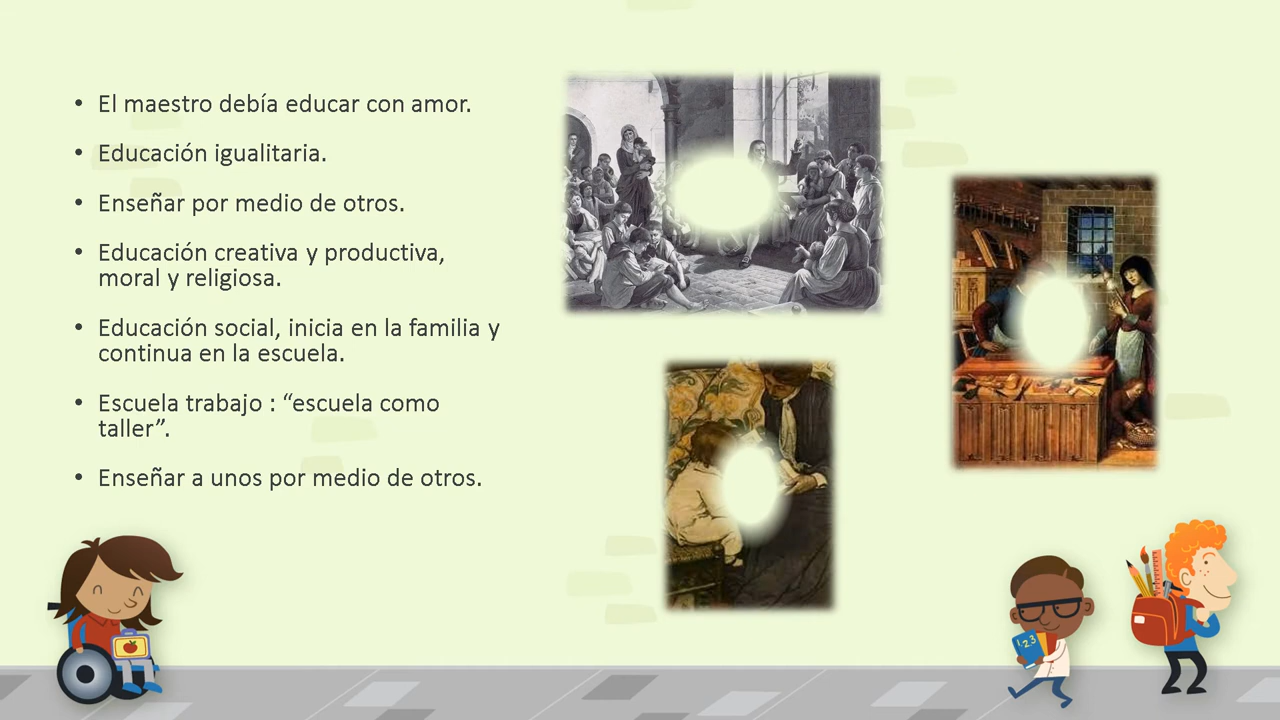 • El maestro debía educar con amor.
• Educación igualitaria.
• Enseñar por medio de otros.
• Educación creativa y productiva,
moral y religiosa.
• Educación social, inicia en la familia y
continua en la escuela.
• Escuela trabajo : “escuela como
taller”.
• Enseñar a unos por medio de otros.
123